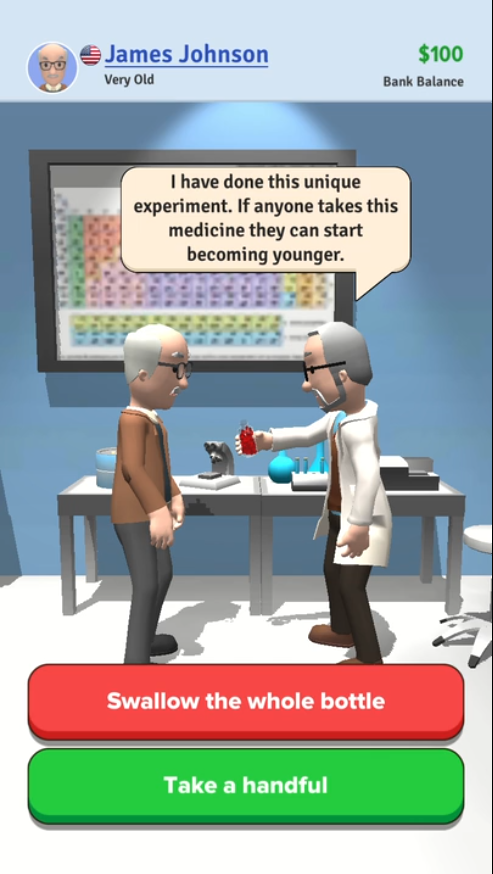 James Johnson
Very Old
$100
Bank Balance
I have done this unique
experiment. If anyone takes this
medicine they can start
becoming younger.
Swallow the whole bottle
Take a handful